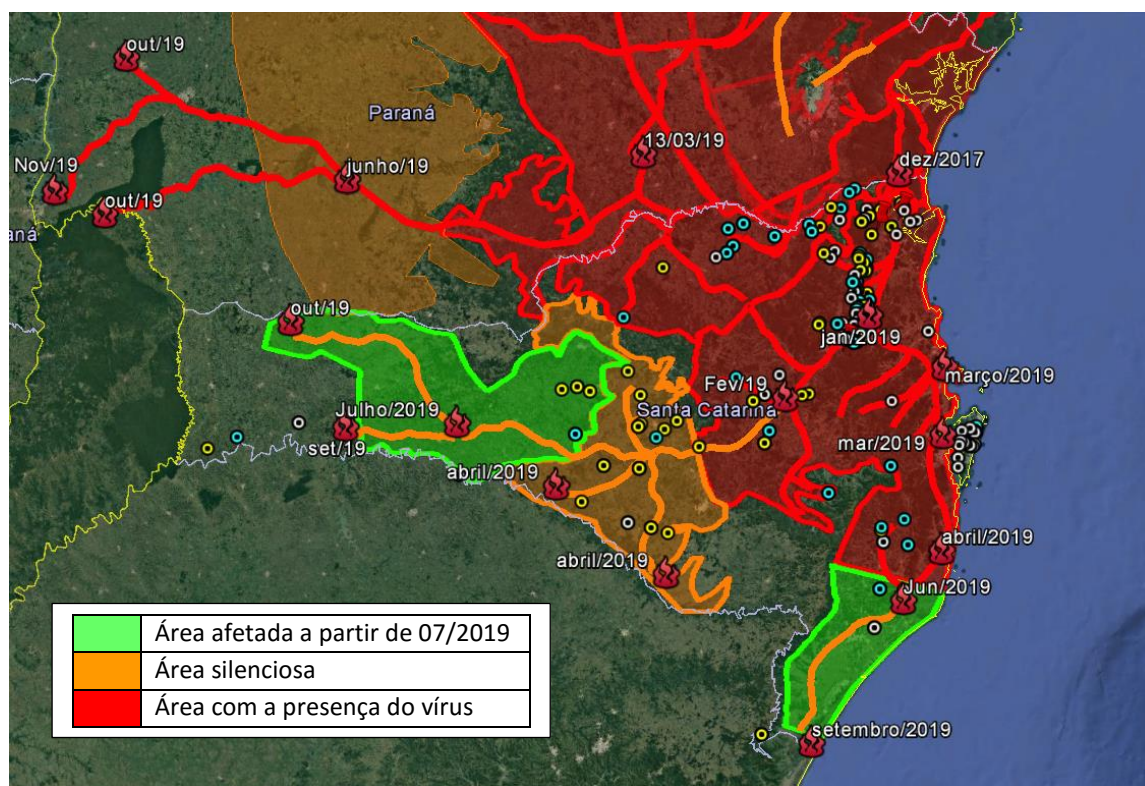 out/19
Paraná
13/03/19
Nov/19
junho/19
dez/2017
out/19
aná
out/19
jan/2019
março/2019
Fev/19
Julho/2019
Santa Catarina
set/19
mar/2019
abril/2019
abril/2019
abril/2019
Jun/2019
Área afetada a partir de 07/2019
Área silenciosa
Área com a presença do vírus
setembro/2019